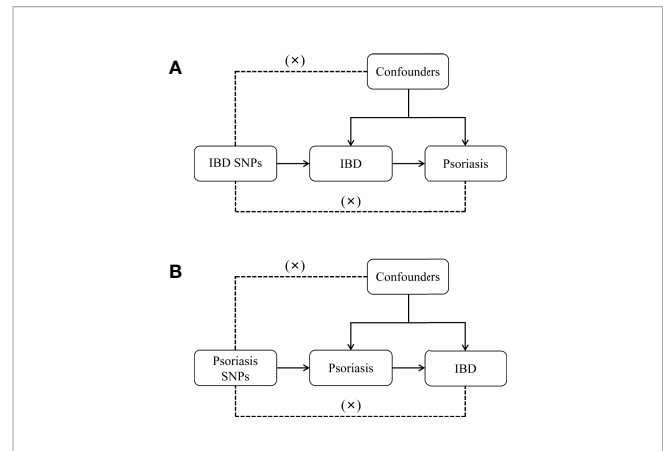 A
(×)
Confounders
IBD SNPs
IBD
Psoriasis
(×)
B
(×)
Confounders
Psoriasis
SNPs
Psoriasis
IBD
(×)